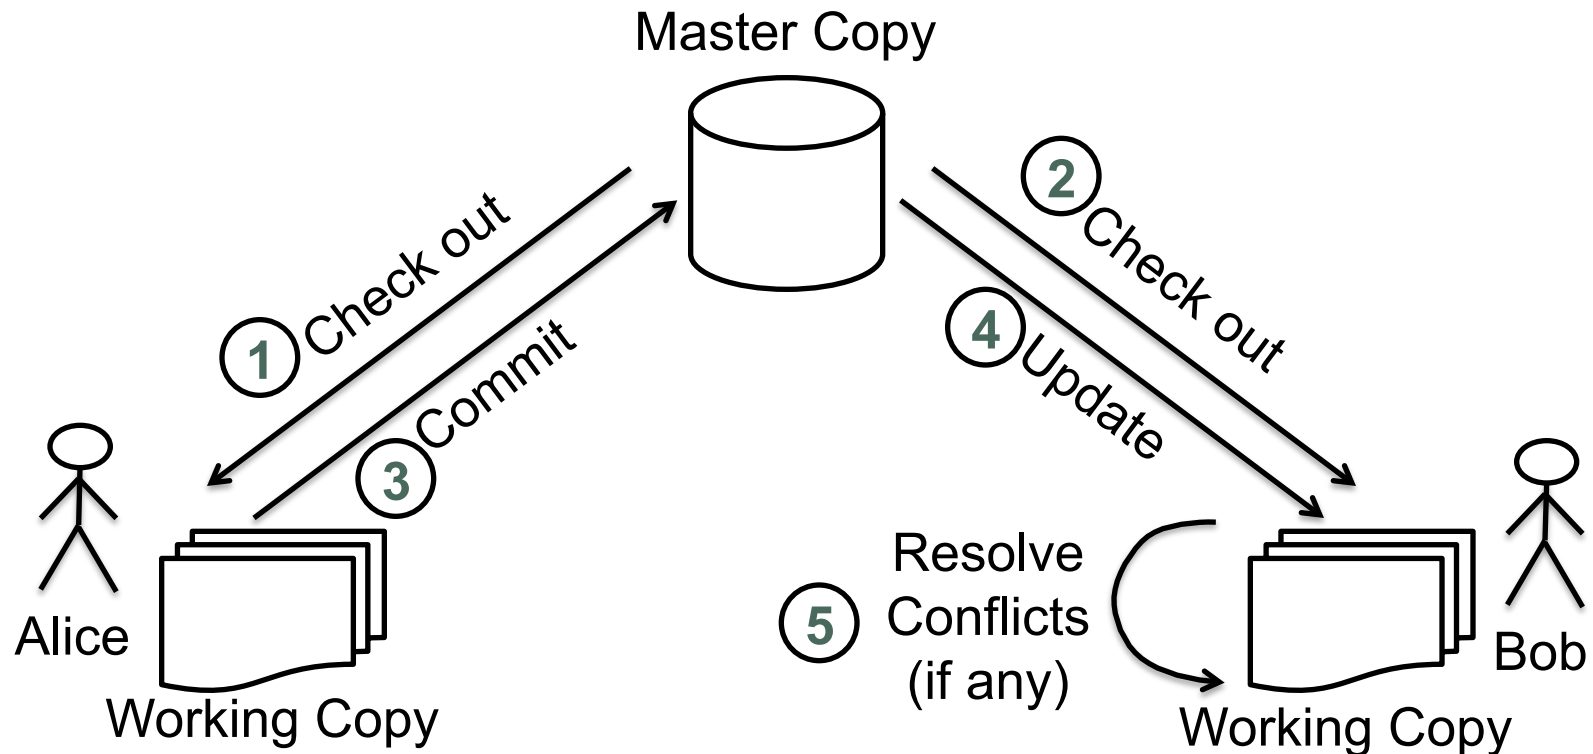 Master Copy
1 Check out
2 Check out
3 Commit
4 Update
5 Resolve
Conflicts
(if any)
Alice
Working Copy
Bob
Working Copy